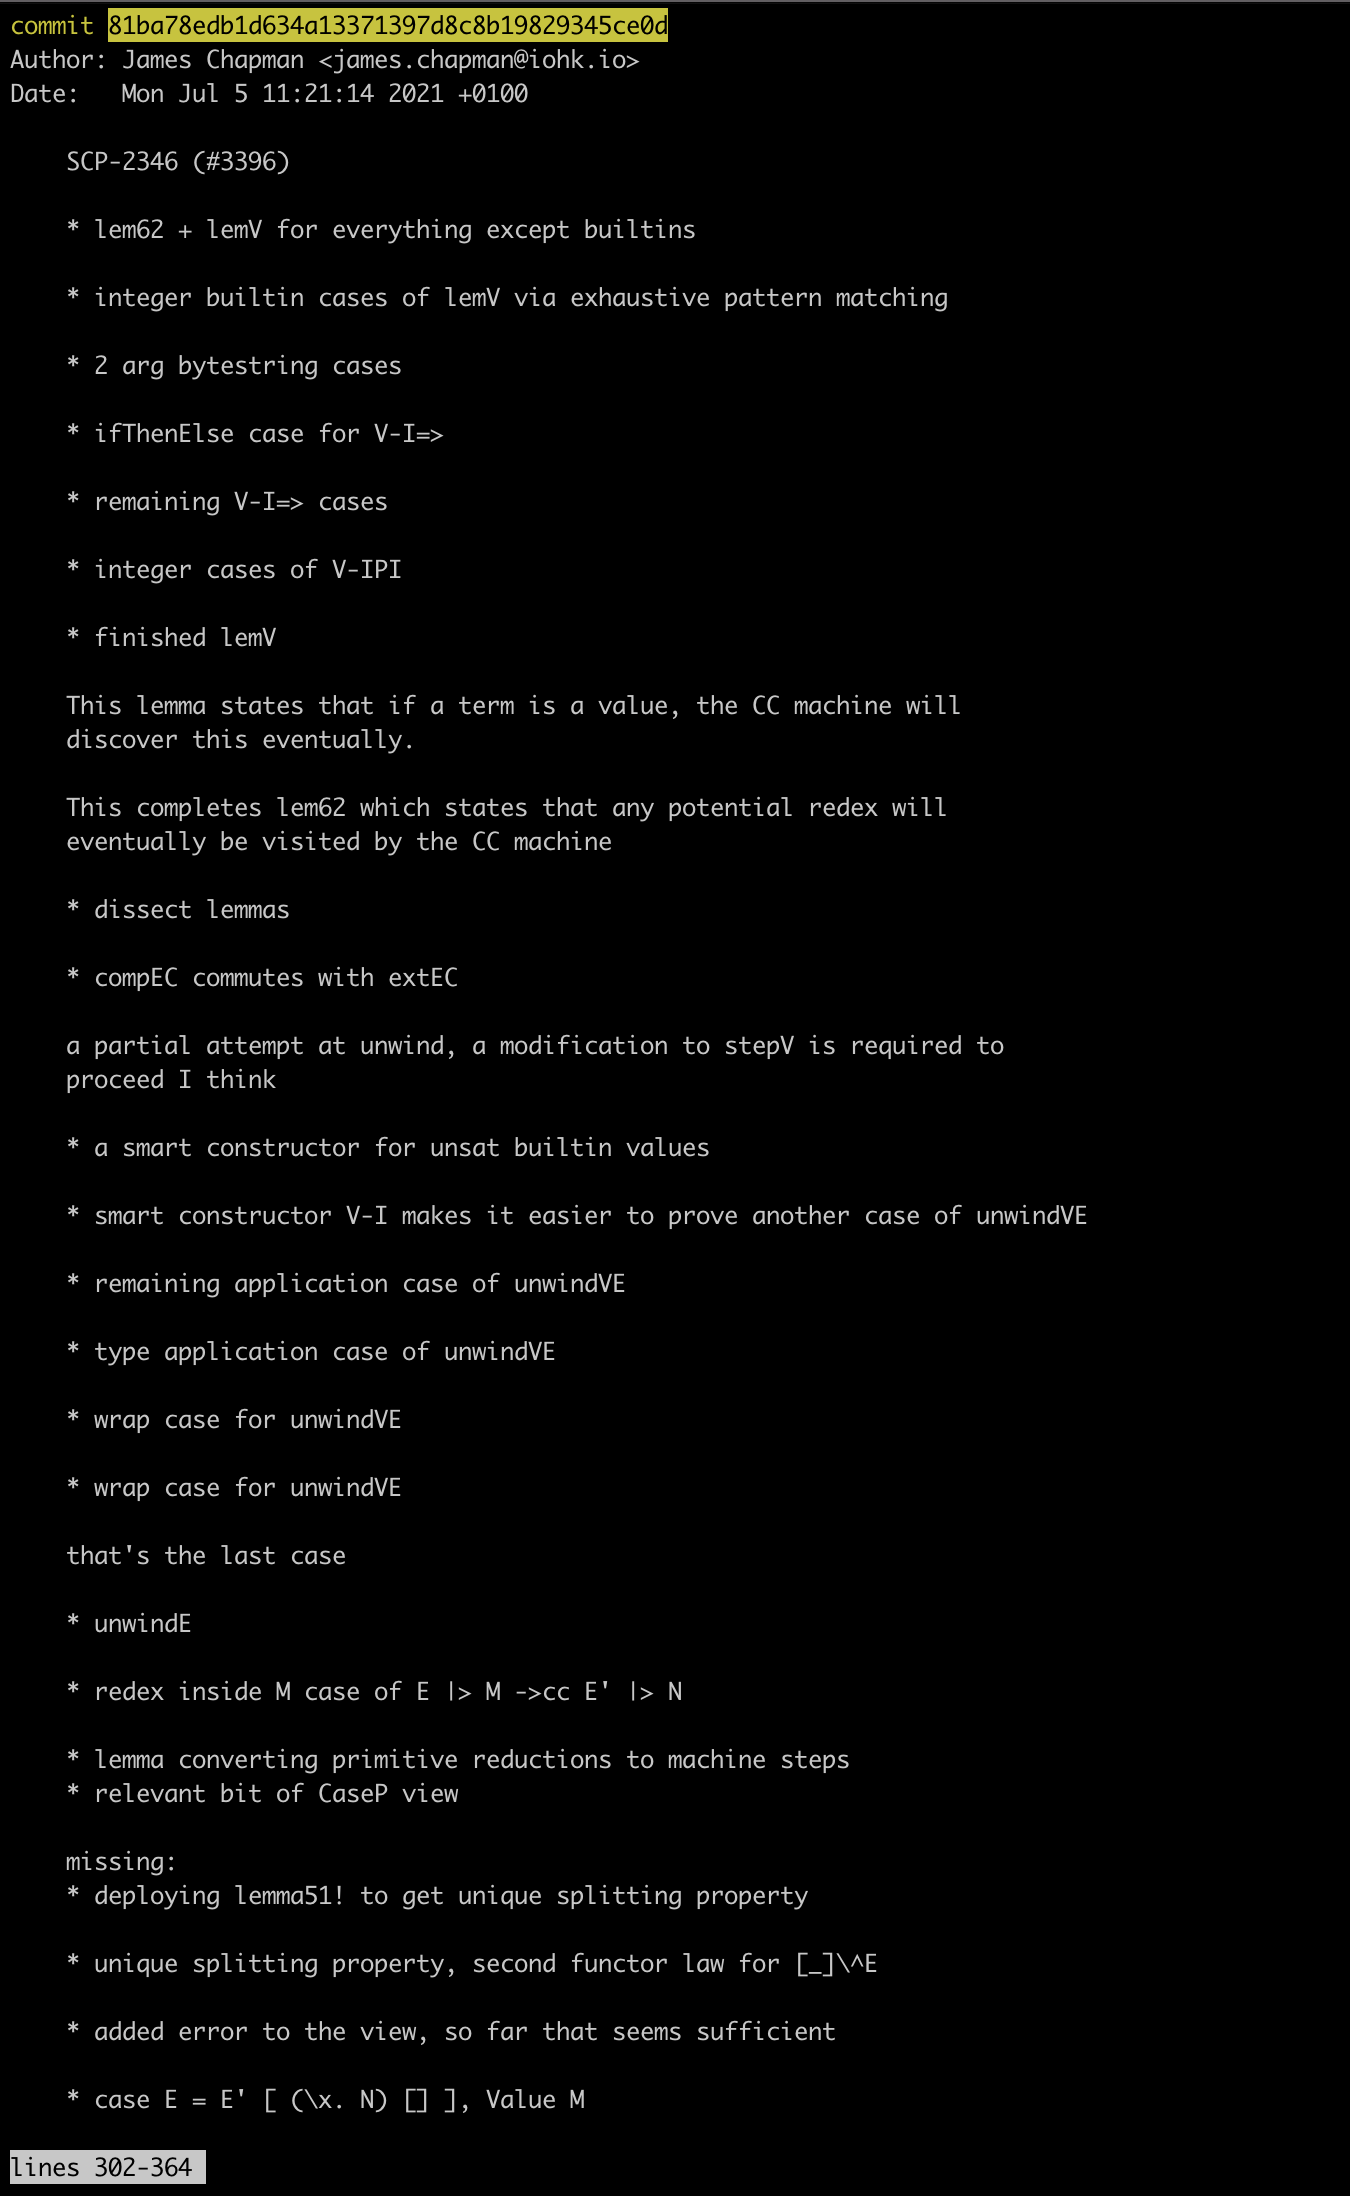 commit 81ba78edb1d634a13371397d8c8b19829345ce0d
Author: James Chapman <james.chapman@iohk.io>
Date:   Mon Jul 5 11:21:14 2021 +0100

    SCP-2346 (#3396)

    * lem62 + lemV for everything except builtins

    * integer builtin cases of lemV via exhaustive pattern matching

    * 2 arg bytestring cases

    * ifThenElse case for V-I=>

    * remaining V-I=> cases

    * integer cases of V-IPI

    * finished lemV

    This lemma states that if a term is a value, the CC machine will
    discover this eventually.

    This completes lem62 which states that any potential redex will
    eventually be visited by the CC machine

    * dissect lemmas

    * compEC commutes with extEC

    a partial attempt at unwind, a modification to stepV is required to
    proceed I think

    * a smart constructor for unsat builtin values

    * smart constructor V-I makes it easier to prove another case of unwindVE

    * remaining application case of unwindVE

    * type application case of unwindVE

    * wrap case for unwindVE

    * wrap case for unwindVE

    that's the last case

    * unwindE

    * redex inside M case of E |> M ->cc E' |> N

    * lemma converting primitive reductions to machine steps
    * relevant bit of CaseP view

    missing:
    * deploying lemma51! to get unique splitting property

    * unique splitting property, second functor law for [_]\^E

    * added error to the view, so far that seems sufficient

    * case E = E' [ (\x. N) [] ], Value M

lines 302-364